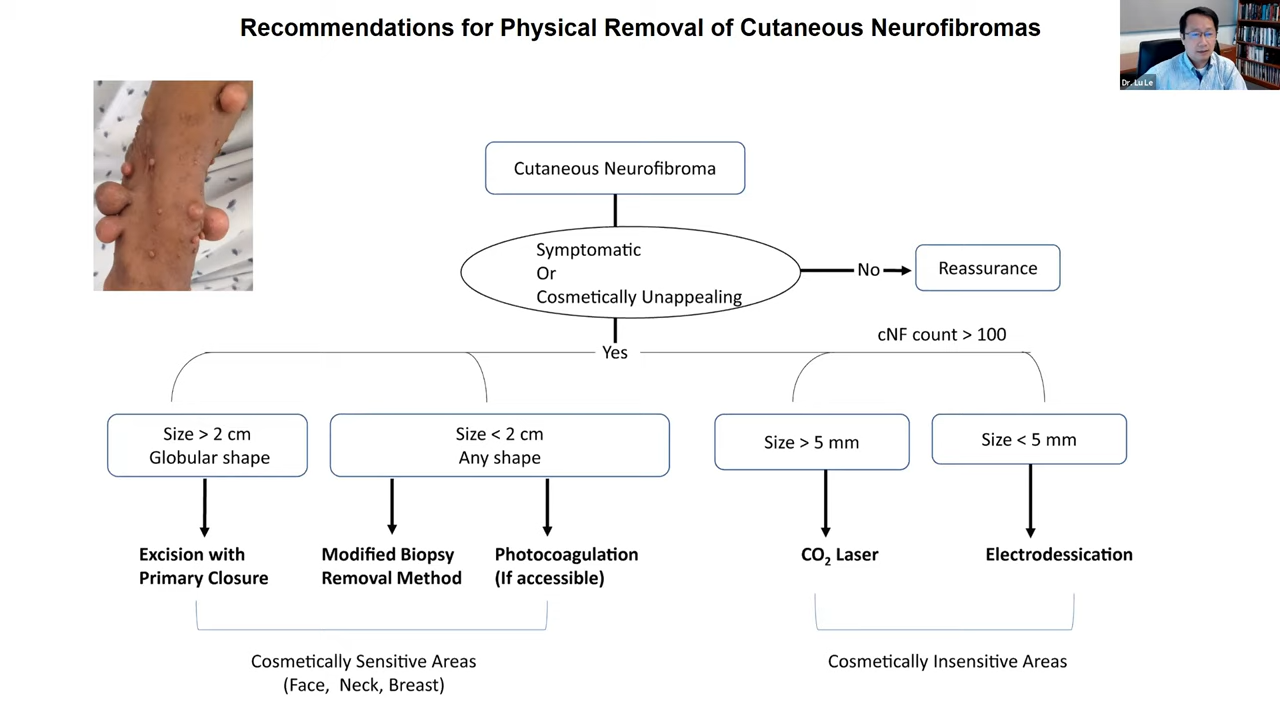 Recommendations for Physical Removal of Cutaneous Neurofibromas
Dr. Lu Le
Cutaneous Neurofibroma
Symptomatic
Or
Cosmetically Unappealing
No
Reassurance
Yes
cNF count > 100
Size > 2 cm
Globular shape
Size < 2 cm
Any shape
Size > 5 mm
Size < 5 mm
Excision with
Primary Closure
Modified Biopsy
Removal Method
Photocoagulation
(If accessible)
CO₂ Laser
Electrodessication
Cosmetically Sensitive Areas
(Face, Neck, Breast)
Cosmetically Insensitive Areas